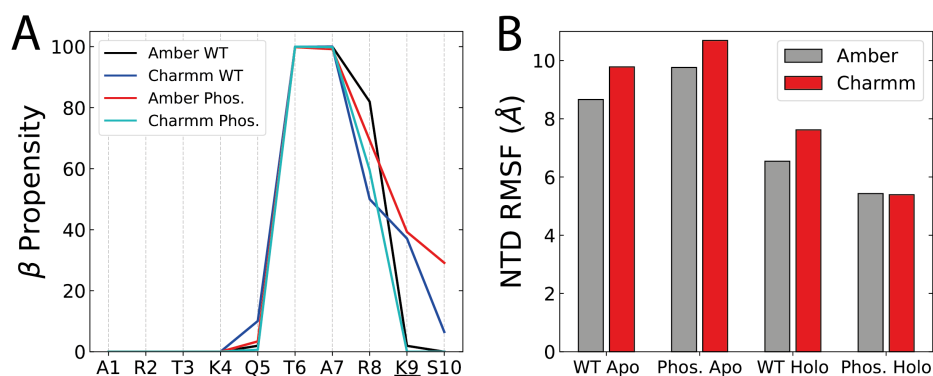 A
β Propensity
100
80
60
40
20
0
Amber WT
Charmm WT
Amber Phos.
Charmm Phos.
A1 R2 T3 K4 Q5 T6 A7 R8 K9 S10
B
NTD RMSF (Å)
10
8
6
4
2
0
Amber
Charmm
WT Apo Phos. Apo WT Holo Phos. Holo